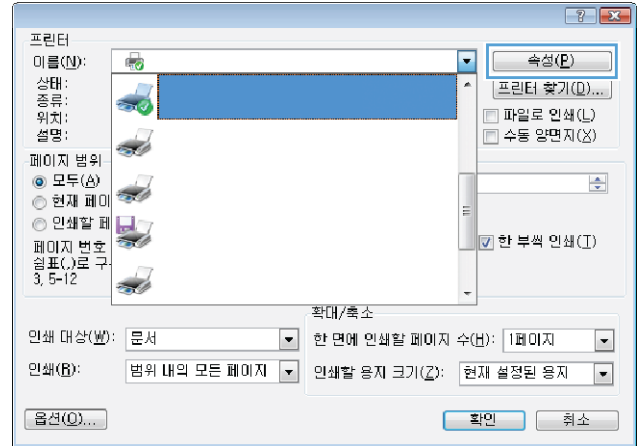 프린터
이름(N):
속성(P)
상태:
프린터 찾기(D)...
종류:
위치:
파일로 인쇄(L)
설명:
수동 양면지(X)
페이지 범위
모두(A)
현재 페이
인쇄할 페
페이지 번호
한 부씩 인쇄(T)
쉼표(,)로 구
3, 5-12
확대/축소
인쇄 대상(W): 문서
한 면에 인쇄할 페이지 수(H): 1페이지
인쇄(R): 범위 내의 모든 페이지
인쇄할 용지 크기(Z): 현재 설정된 용지
옵션(O)...
확인
취소